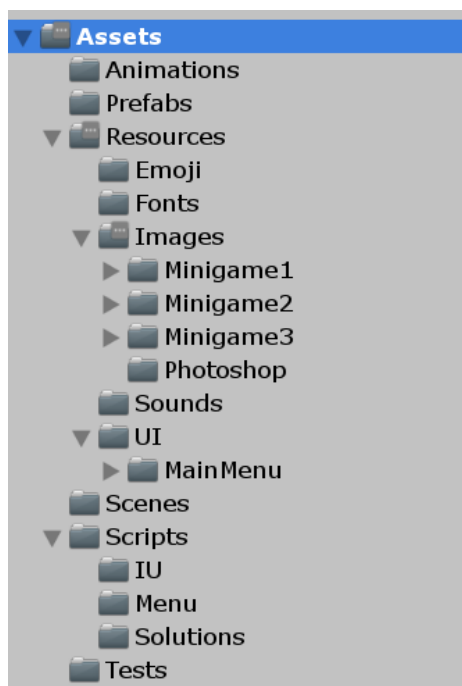 Assets
Animations
Prefabs
Resources
Emoji
Fonts
Images
Minigame1
Minigame2
Minigame3
Photoshop
Sounds
UI
MainMenu
Scenes
Scripts
IU
Menu
Solutions
Tests